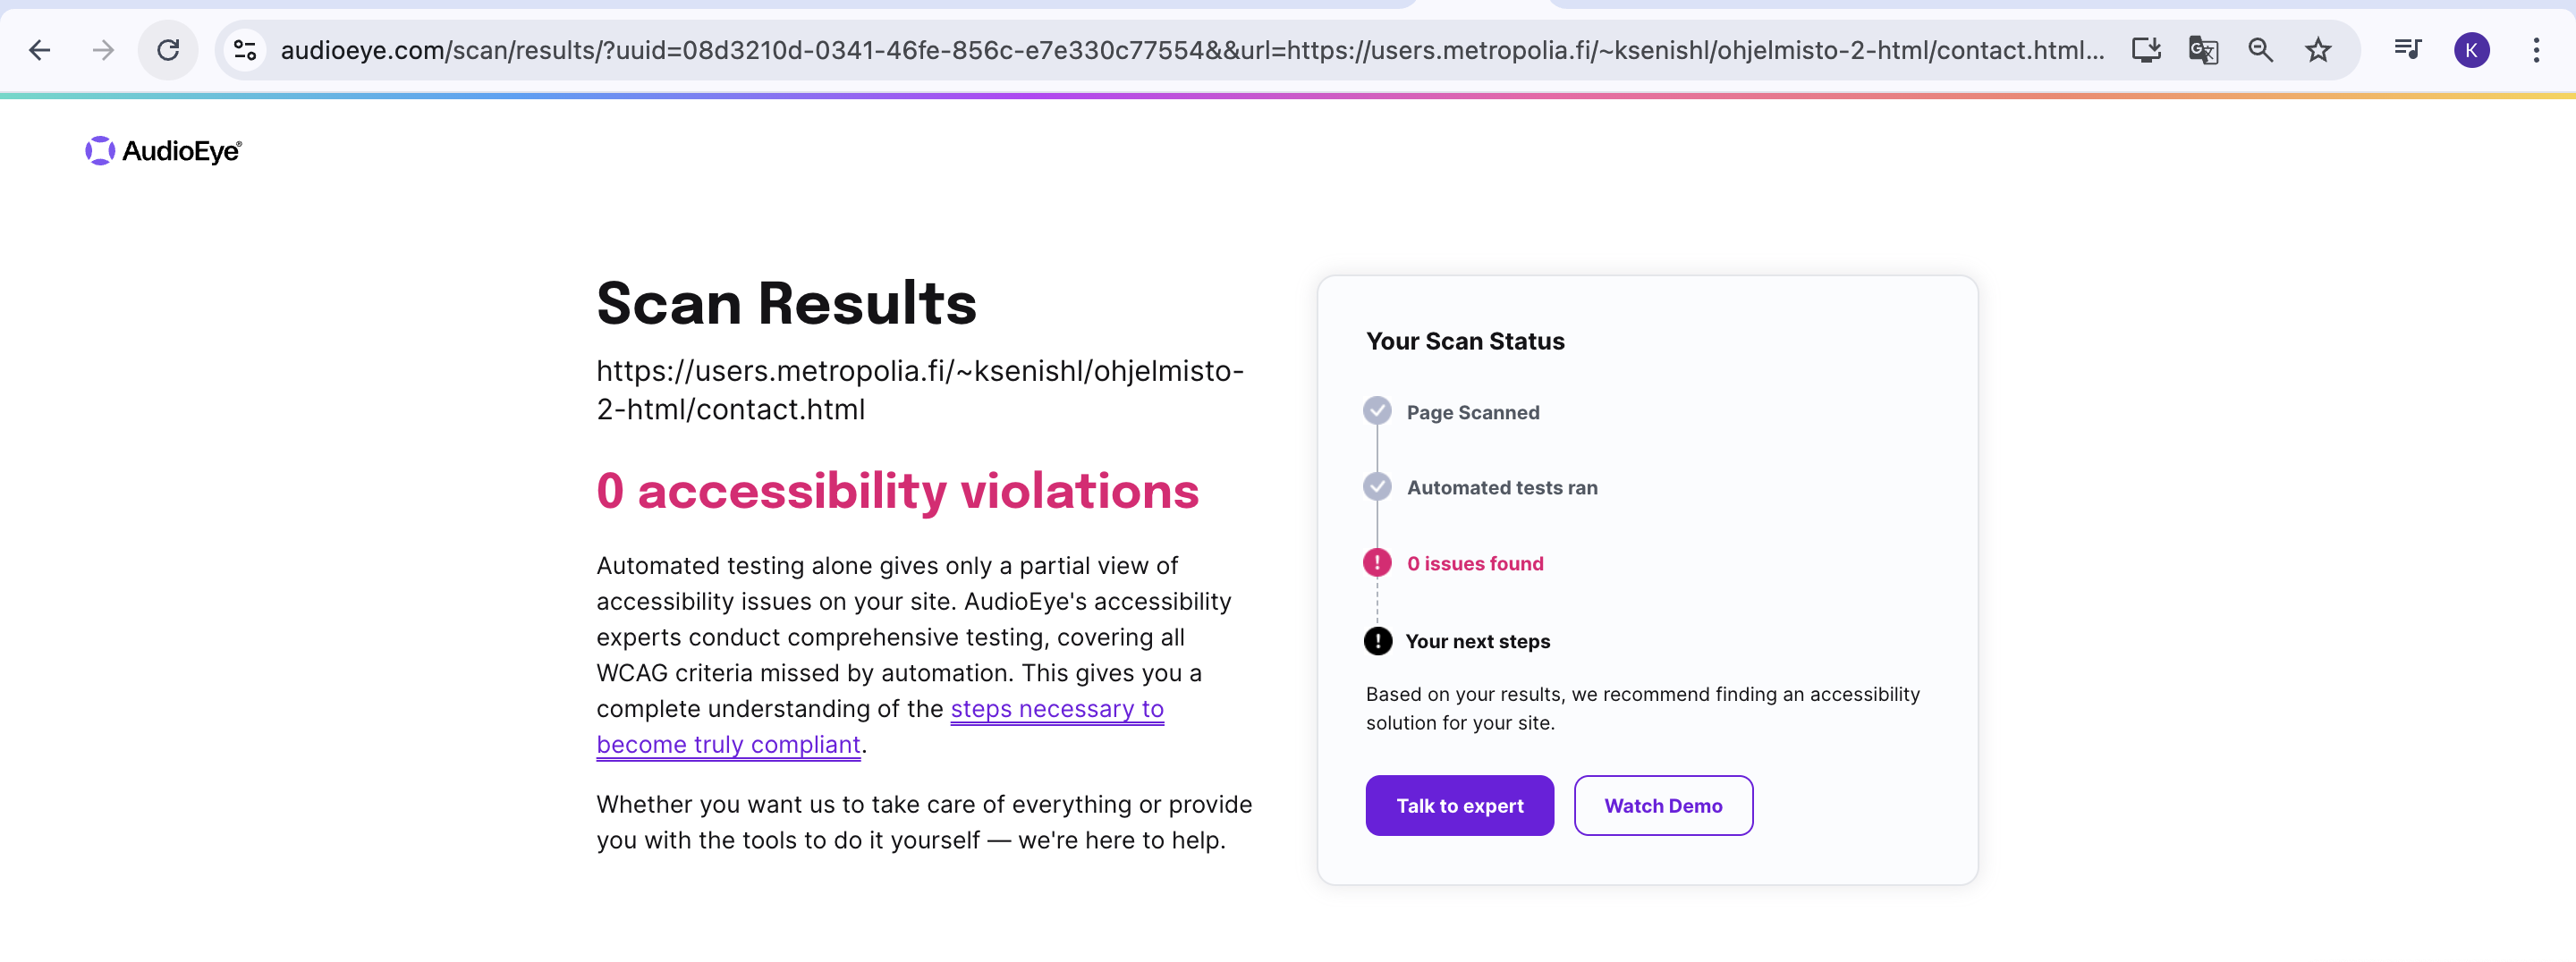 audioeye.com/scan/results/?uuid=08d3210d-0341-46fe-856c-e7e330c77554&&url=https://users.metropolia.fi/~ksenishl/ohjelmisto-2-html/contact.html...
K
AudioEye®
Scan Results
https://users.metropolia.fi/~ksenishl/ohjelmisto-
2-html/contact.html
0 accessibility violations
Automated testing alone gives only a partial view of
accessibility issues on your site. AudioEye's accessibility
experts conduct comprehensive testing, covering all
WCAG criteria missed by automation. This gives you a
complete understanding of the steps necessary to
become truly compliant.
Whether you want us to take care of everything or provide
you with the tools to do it yourself — we're here to help.
Your Scan Status
Page Scanned
Automated tests ran
0 issues found
Your next steps
Based on your results, we recommend finding an accessibility
solution for your site.
Talk to expert
Watch Demo